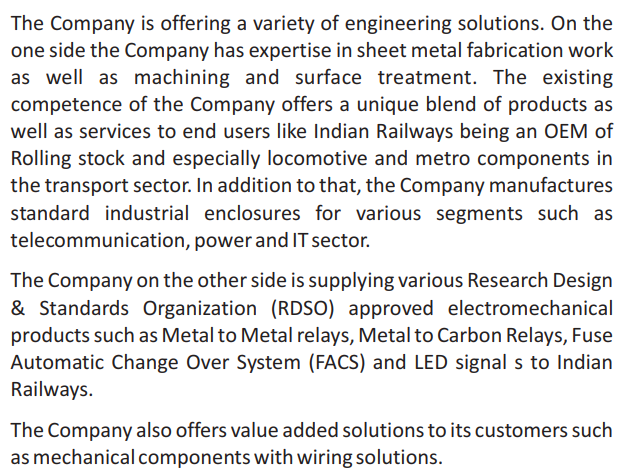 The Company is offering a variety of engineering solutions. On the
one side the Company has expertise in sheet metal fabrication work
as well as machining and surface treatment. The existing
competence of the Company offers a unique blend of products as
well as services to end users like Indian Railways being an OEM of
Rolling stock and especially locomotive and metro components in
the transport sector. In addition to that, the Company manufactures
standard industrial enclosures for various segments such as
telecommunication, power and IT sector.
The Company on the other side is supplying various Research Design
& Standards Organization (RDSO) approved electromechanical
products such as Metal to Metal relays, Metal to Carbon Relays, Fuse
Automatic Change Over System (FACS) and LED signal s to Indian
Railways.
The Company also offers value added solutions to its customers such
as mechanical components with wiring solutions.